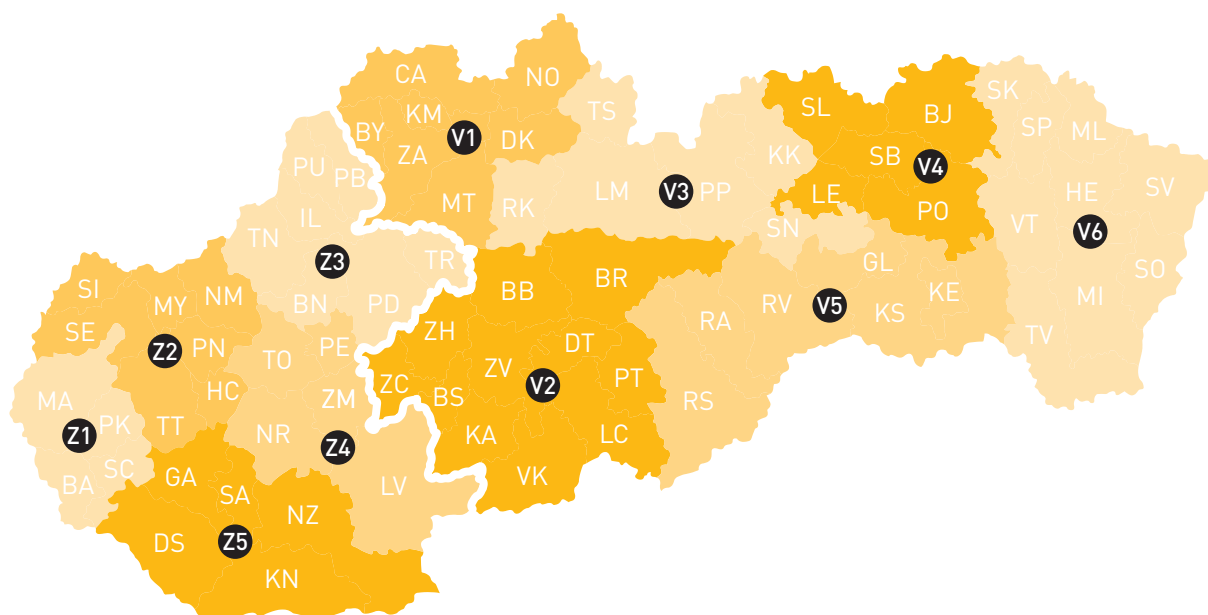 CA
NO
KM
TS
BY
V1
DK
ZA
MT
PU
PB
IL
TN
Z3
TR
BN
PD
SL
BJ
SK
SP
ML
KK
SB
V4
LM
V3
PP
LE
PO
HE
SV
RK
SN
VT
V6
SO
MI
TV
SI
MY
NM
SE
Z2
PN
HC
TT
BB
BR
GL
KE
RV
V5
KS
RA
RS
ZH
DT
ZV
V2
PT
ZC
BS
KA
LC
VK
TO
PE
ZM
NR
Z4
LV
MA
PK
Z1
SC
BA
GA
SA
NZ
DS
Z5
KN